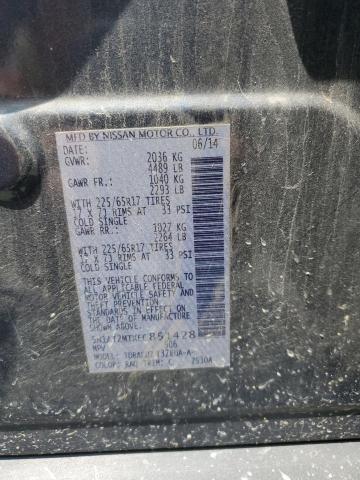 MFD BY NISSAN MOTOR CO., LTD.
DATE: 06/14
GVWR: 2036 KG
4489 LB
GAWR FR: 1040 KG
2293 LB
WITH 225/65R17 TIRES
17 X 7J RIMS AT 33 PSI
COLD SINGLE
GAWR RR: 1027 KG
2264 LB
WITH 225/65R17 TIRES
17 X 7J RIMS AT 33 PSI
COLD SINGLE
THIS VEHICLE CONFORMS TO
ALL APPLICABLE FEDERAL
MOTOR VEHICLE SAFETY AND
THEFT PREVENTION
STANDARDS IN EFFECT ON
THE DATE OF MANUFACTURE
SHOWN ABOVE.
851428
MPV
MODEL:
COLOR: TRIM: